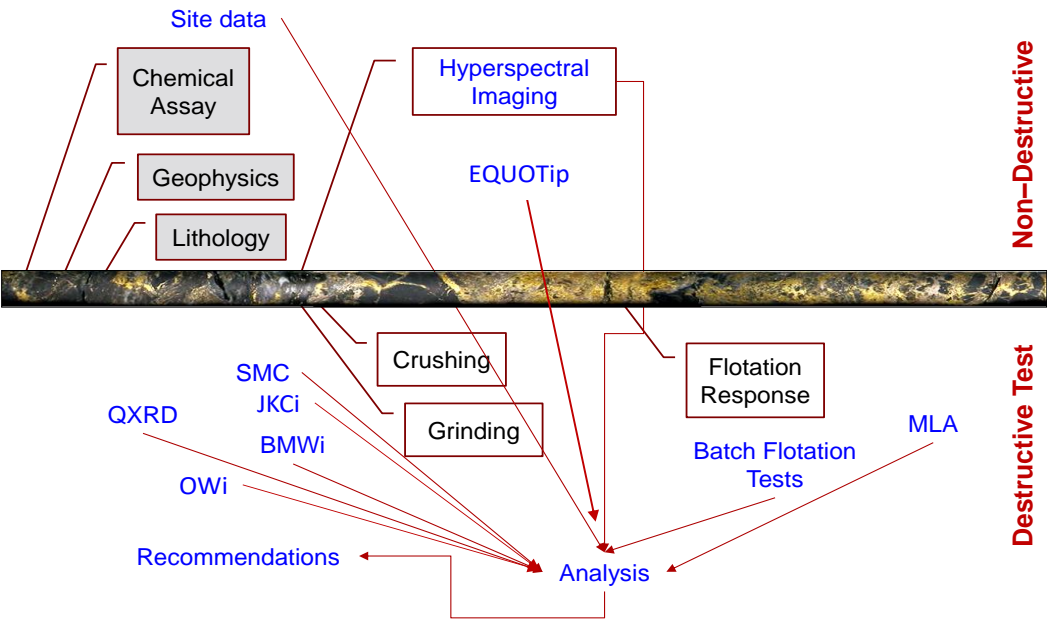 Site data
Chemical
Assay
Hyperspectral
Imaging
Geophysics
EQUOTip
Lithology
Non–Destructive
Crushing
Flotation
Response
SMC
JKCi
QXRD
Grinding
MLA
BMWi
Batch Flotation
Tests
OWi
Destructive Test
Recommendations
Analysis